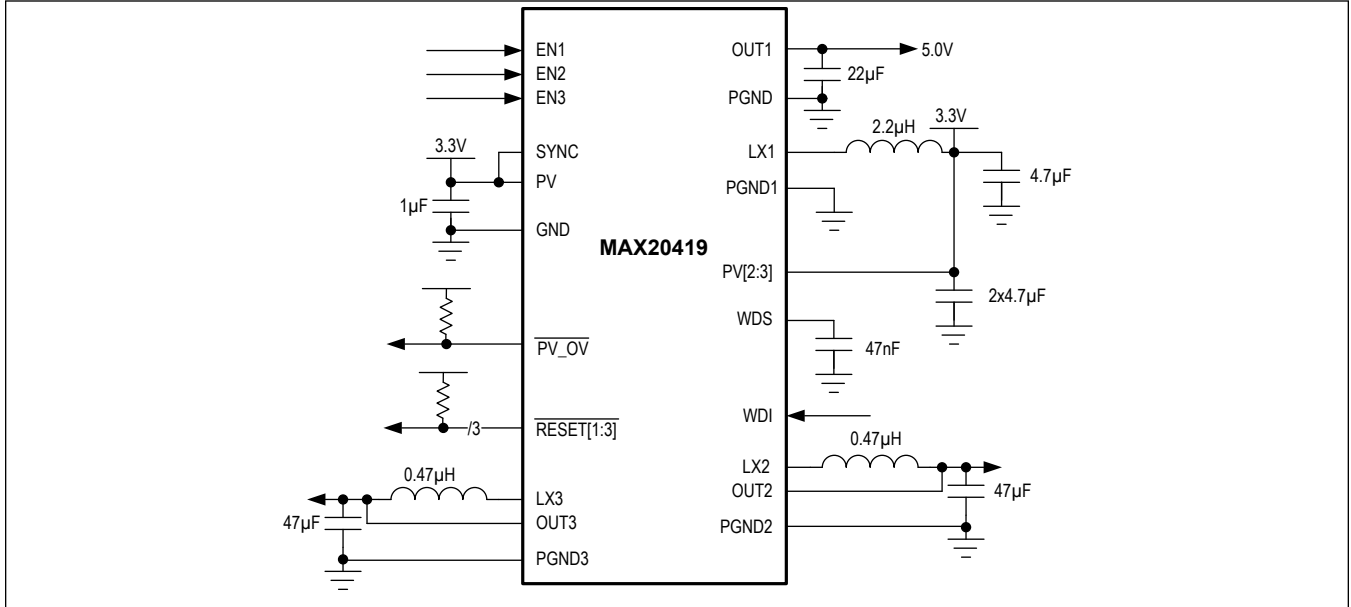 EN1
EN2
EN3
3.3V
SYNC
PV
1µF
GND
PV_OV
/3
RESET[1:3]
0.47µH
LX3
OUT3
47µF
PGND3
MAX20419
OUT1
5.0V
22µF
PGND
3.3V
2.2µH
LX1
4.7µF
PGND1
PV[2:3]
2x4.7µF
WDS
47nF
WDI
0.47µH
LX2
OUT2
47µF
PGND2